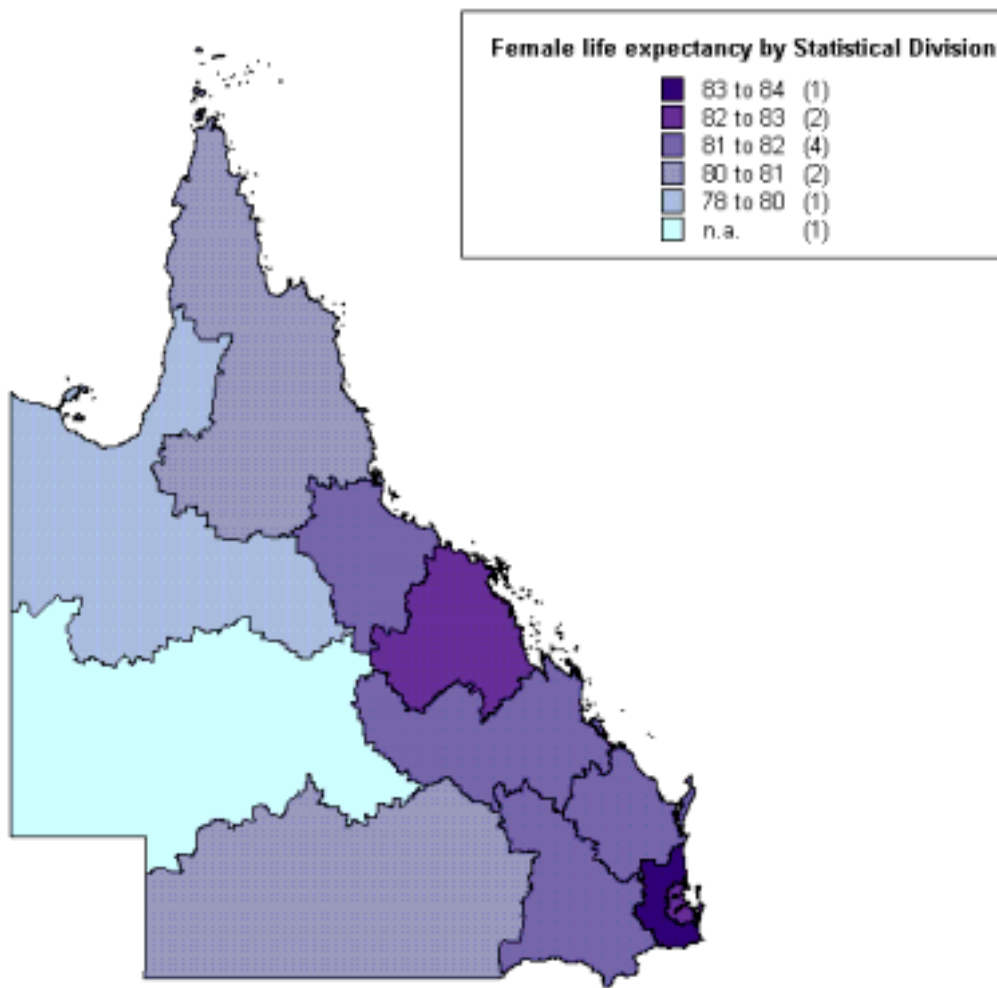 Female life expectancy by Statistical Division
83 to 84 (1)
82 to 83 (2)
81 to 82 (4)
80 to 81 (2)
78 to 80 (1)
n.a. (1)